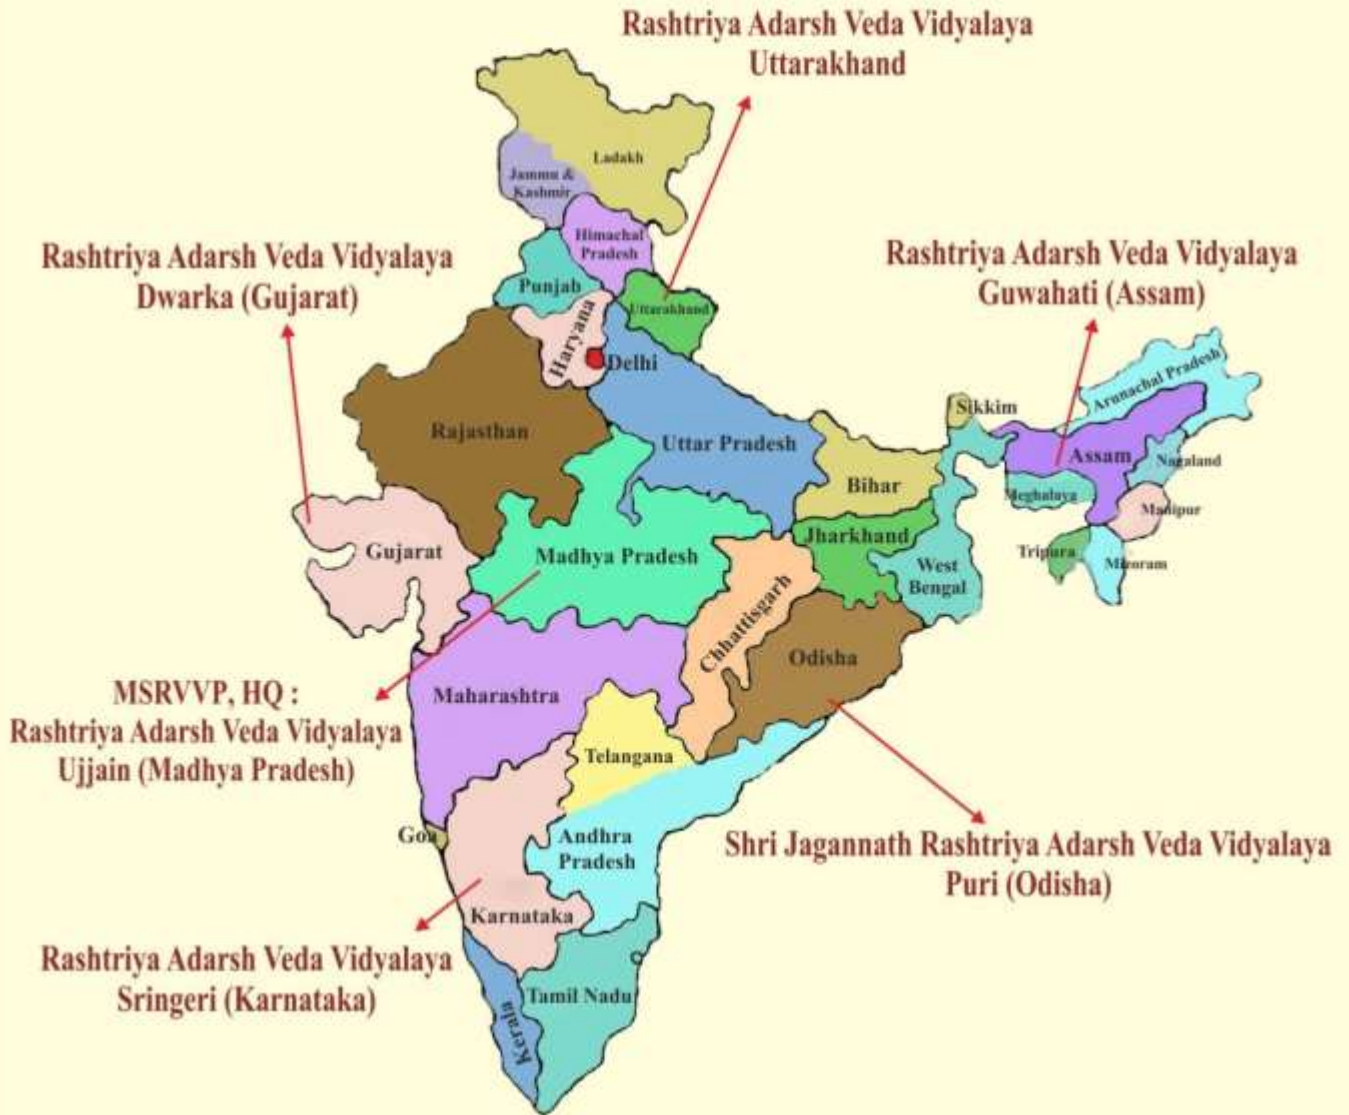 Rashtriya Adarsh Veda Vidyalaya
Uttarakhand
Ladakh
Jammu &
Kashmir
Himachal
Pradesh
Rashtriya Adarsh Veda Vidyalaya
Dwarka (Gujarat)
Rashtriya Adarsh Veda Vidyalaya
Guwahati (Assam)
Punjab
Uttarakhand
Haryana
Delhi
Arunachal Pradesh
Sikkim
Rajasthan
Uttar Pradesh
Assam
Nagaland
Bihar
Meghalaya
Manipur
Gujarat
Madhya Pradesh
Jharkhand
Tripura
Mizoram
West
Bengal
Chhattisgarh
Odisha
MSRVVP, HQ :
Rashtriya Adarsh Veda Vidyalaya
Ujjain (Madhya Pradesh)
Maharashtra
Telangana
Goa
Andhra
Pradesh
Shri Jagannath Rashtriya Adarsh Veda Vidyalaya
Puri (Odisha)
Karnataka
Rashtriya Adarsh Veda Vidyalaya
Sringeri (Karnataka)
Tamil Nadu
Kerala